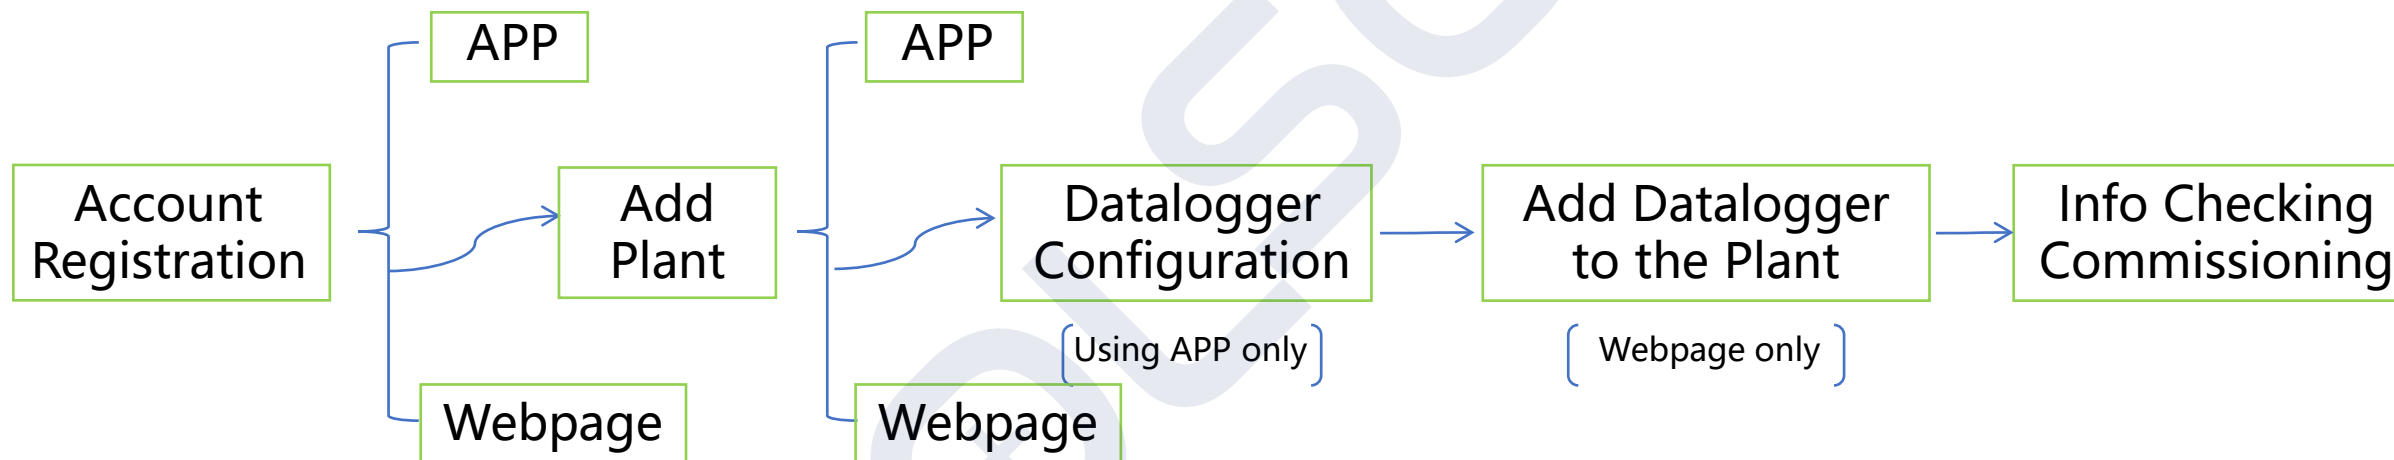 APP
APP
Account
Registration
Add
Plant
Datalogger
Configuration
Add Datalogger
to the Plant
Info Checking
Commissioning
Using APP only
Webpage only
Webpage
Webpage